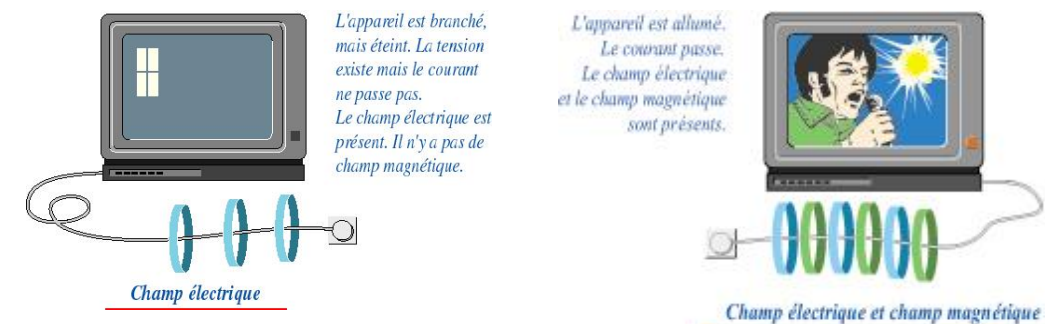 L'appareil est branché,
mais éteint. La tension
existe mais le courant
ne passe pas.
Le champ électrique est
présent. Il n'y a pas de
champ magnétique.
Champ électrique
L'appareil est allumé.
Le courant passe.
Le champ électrique
et le champ magnétique
sont présents.
Champ électrique et champ magnétique